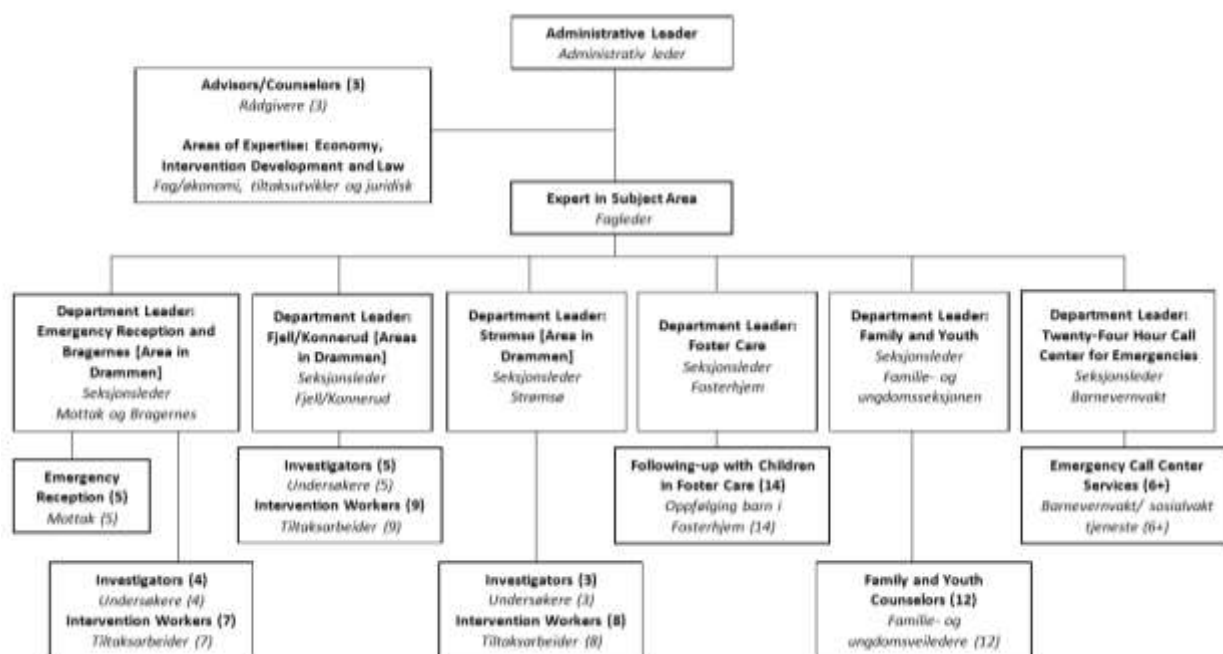 Administrative Leader
Administrativ leder
Advisors/Counselors (3)
Rådgivere (3)
Areas of Expertise: Economy,
Intervention Development and Law
Fag/økonomi, tiltaksutvikler og juridisk
Expert in Subject Area
Fagleder
Department Leader:
Emergency Reception and
Bragernes [Area in
Drammen]
Seksjonsleder
Mottak og Bragernes
Department Leader:
Fjell/Konnerud [Areas
in Drammen]
Seksjonsleder
Fjell/Konnerud
Department Leader:
Strømsø [Area in
Drammen]
Seksjonsleder
Strømsø
Department Leader:
Foster Care
Seksjonsleder
Fosterhjem
Department Leader:
Family and Youth
Seksjonsleder
Familie- og
ungdomsseksjonen
Department Leader:
Twenty-Four Hour Call
Center for Emergencies
Seksjonsleder
Barnevernvakt
Emergency
Reception (5)
Mottak (5)
Investigators (5)
Undersøkere (5)
Intervention Workers (9)
Tiltaksarbeider (9)
Following-up with Children
in Foster Care (14)
Oppfølging barn i
Fosterhjem (14)
Emergency Call Center
Services (6+)
Barnevernvakt/ sosialvakt
tjeneste (6+)
Investigators (4)
Undersøkere (4)
Intervention Workers (7)
Tiltaksarbeider (7)
Investigators (3)
Undersøkere (3)
Intervention Workers (8)
Tiltaksarbeider (8)
Family and Youth
Counselors (12)
Familie- og
ungdomsveiledere (12)